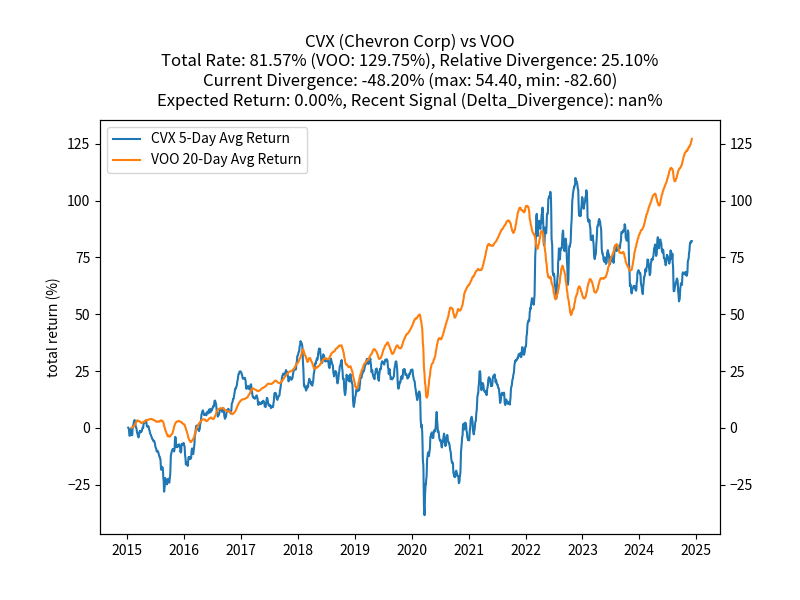 CVX (Chevron Corp) vs VOO
Total Rate: 81.57% (VOO: 129.75%), Relative Divergence: 25.10%
Current Divergence: -48.20% (max: 54.40, min: -82.60)
Expected Return: 0.00%, Recent Signal (Delta_Divergence): nan%
CVX 5-Day Avg Return
VOO 20-Day Avg Return
total return (%)
125 125
100 100
75 75
50 50
25 25
0 0
−25 −25
2015 2016 2017 2018 2019 2020 2021 2022 2023 2024 2025